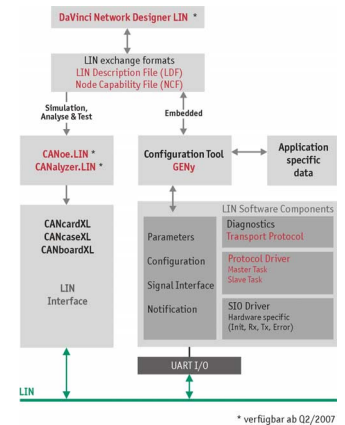 DaVinci Network Designer LIN *
LIN exchange formats
LIN Description File (LDF)
Node Capability File (NCF)
Simulation,
Analyse & Test
Embedded
CANoe.LIN *
CANalyzer.LIN *
Configuration Tool
GENy
Application
specific
data
CANcardXL
CANcaseXL
CANboardXL
LIN
Interface
LIN Software Components
Parameters
Configuration
Signal Interface
Notification
Diagnostics
Transport Protocol
Protocol Driver
Master Task
Slave Task
SIO Driver
Hardware specific
(Init, Rx, Tx, Error)
UART I/O
LIN
* verfügbar ab Q2/2007